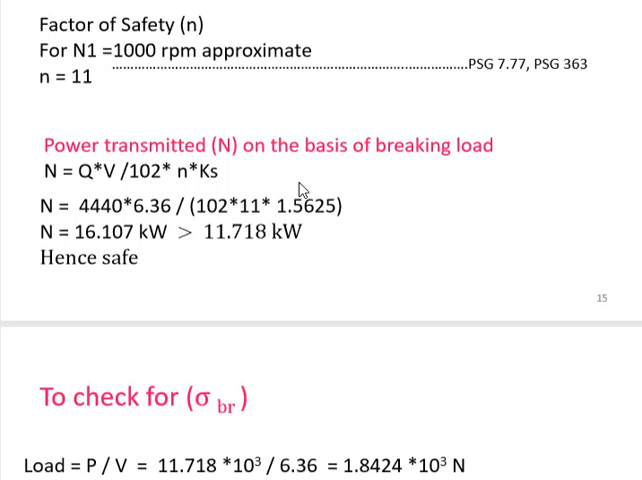 Factor of Safety (n)
For N1 =1000 rpm approximate
n = 11 ........................................................................................PSG 7.77, PSG 363
Power transmitted (N) on the basis of breaking load
N = Q*V /102* n*Ks
N = 4440*6.36 / (102*11* 1.5625)
N = 16.107 kW > 11.718 kW
Hence safe
15
To check for (σ br)
Load = P / V = 11.718 *10³ / 6.36 = 1.8424 *10³ N